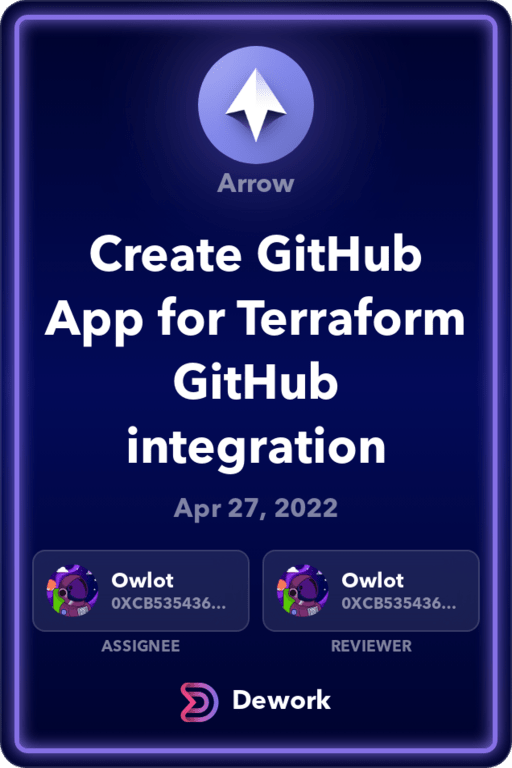 Arrow
Create GitHub
App for Terraform
GitHub
integration
Apr 27, 2022
Owlot
0XCB535436...
Owlot
0XCB535436...
ASSIGNEE
REVIEWER
Dework